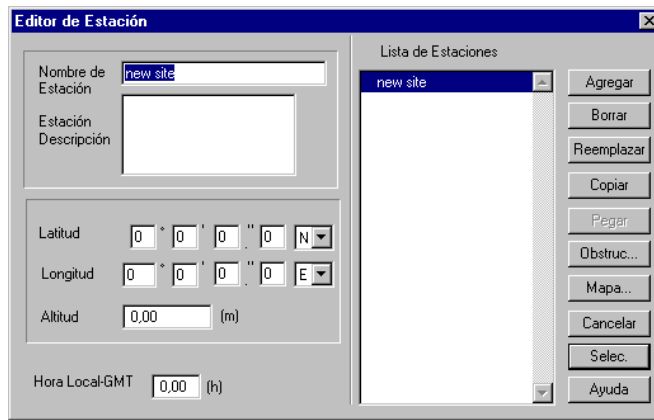 Editor de Estación
Nombre de
Estación
new site
Estación
Descripción
Latitud 0 ° 0 ' 0 . " 0 N
Longitud 0 ° 0 ' 0 . " 0 E
Altitud 0,00 (m)
Hora Local-GMT 0,00 (h)
Lista de Estaciones
new site
Agregar
Borrar
Reemplazar
Copiar
Pegar
Obstruc...
Mapa...
Cancelar
Selec.
Ayuda